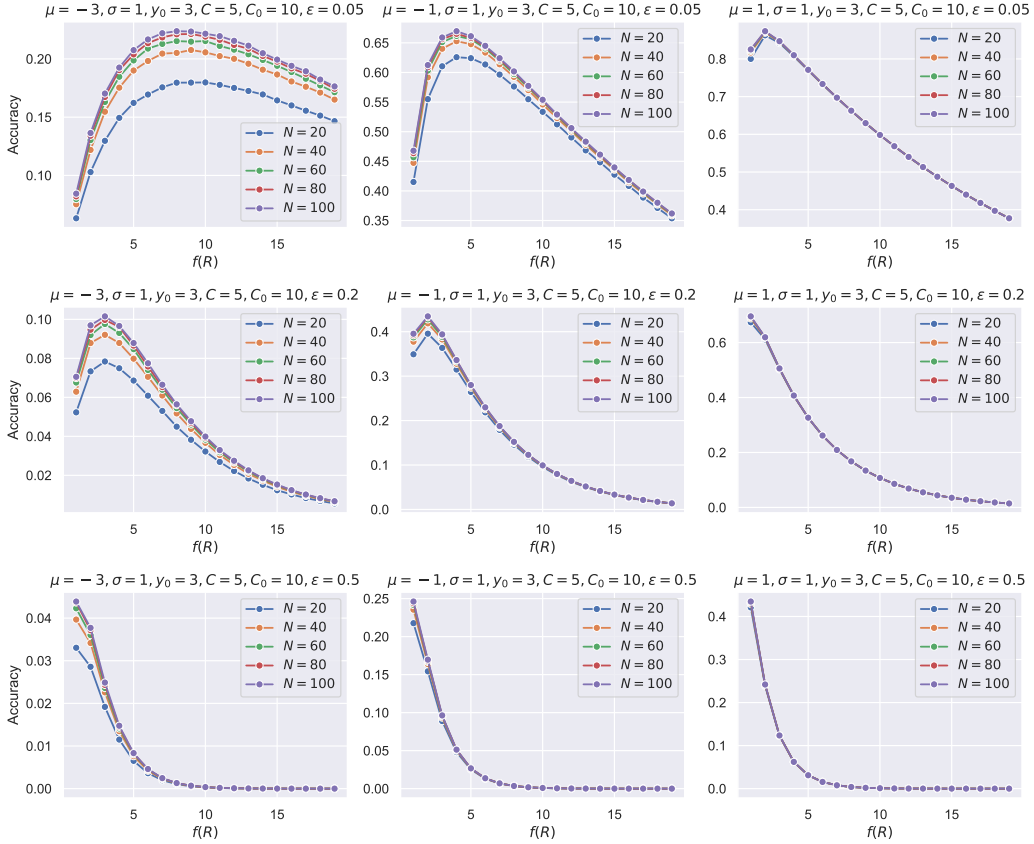 μ = − 3, σ = 1, y₀ = 3, C = 5, C₀ = 10, ε = 0.05
μ = − 1, σ = 1, y₀ = 3, C = 5, C₀ = 10, ε = 0.05
μ = 1, σ = 1, y₀ = 3, C = 5, C₀ = 10, ε = 0.05
Accuracy
0.20
0.15
0.10
N = 20
N = 40
N = 60
N = 80
N = 100
5 10 15
f(R)
0.65
0.60
0.55
0.50
0.45
0.40
0.35
N = 20
N = 40
N = 60
N = 80
N = 100
5 10 15
f(R)
0.8
0.7
0.6
0.5
0.4
N = 20
N = 40
N = 60
N = 80
N = 100
5 10 15
f(R)
μ = − 3, σ = 1, y₀ = 3, C = 5, C₀ = 10, ε = 0.2
μ = − 1, σ = 1, y₀ = 3, C = 5, C₀ = 10, ε = 0.2
μ = 1, σ = 1, y₀ = 3, C = 5, C₀ = 10, ε = 0.2
Accuracy
0.10
0.08
0.06
0.04
0.02
N = 20
N = 40
N = 60
N = 80
N = 100
5 10 15
f(R)
0.4
0.3
0.2
0.1
0.0
N = 20
N = 40
N = 60
N = 80
N = 100
5 10 15
f(R)
0.6
0.4
0.2
0.0
N = 20
N = 40
N = 60
N = 80
N = 100
5 10 15
f(R)
μ = − 3, σ = 1, y₀ = 3, C = 5, C₀ = 10, ε = 0.5
μ = − 1, σ = 1, y₀ = 3, C = 5, C₀ = 10, ε = 0.5
μ = 1, σ = 1, y₀ = 3, C = 5, C₀ = 10, ε = 0.5
Accuracy
0.04
0.03
0.02
0.01
0.00
N = 20
N = 40
N = 60
N = 80
N = 100
5 10 15
f(R)
0.25
0.20
0.15
0.10
0.05
0.00
N = 20
N = 40
N = 60
N = 80
N = 100
5 10 15
f(R)
0.4
0.3
0.2
0.1
0.0
N = 20
N = 40
N = 60
N = 80
N = 100
5 10 15
f(R)